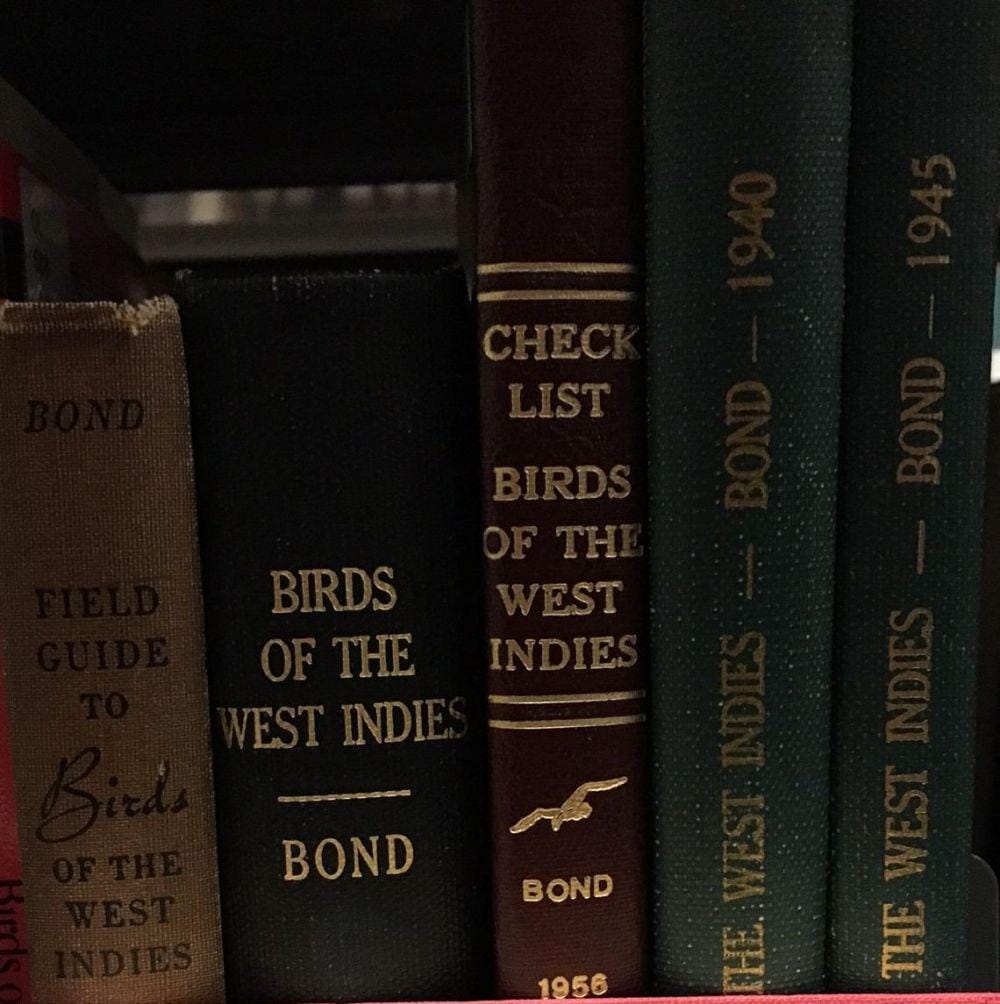 Birds o
BOND
FIELD
GUIDE
TO
Birds
OF THE
WEST
INDIES
BIRDS
OF THE
WEST INDIES
BOND
CHECK
LIST
BIRDS
OF THE
WEST
INDIES
BOND
1956
THE WEST INDIES — BOND — 1940
THE WEST INDIES — BOND — 1945